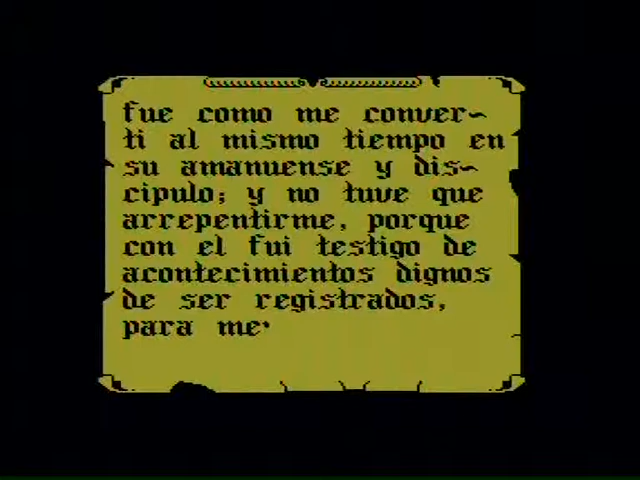 fue como me conver~
ti al mismo tiempo en
su amanuense y dis~
cipulo; y no tuve que
arrepentirme, porque
con el fui testigo de
acontecimientos dignos
de ser registrados,
para me